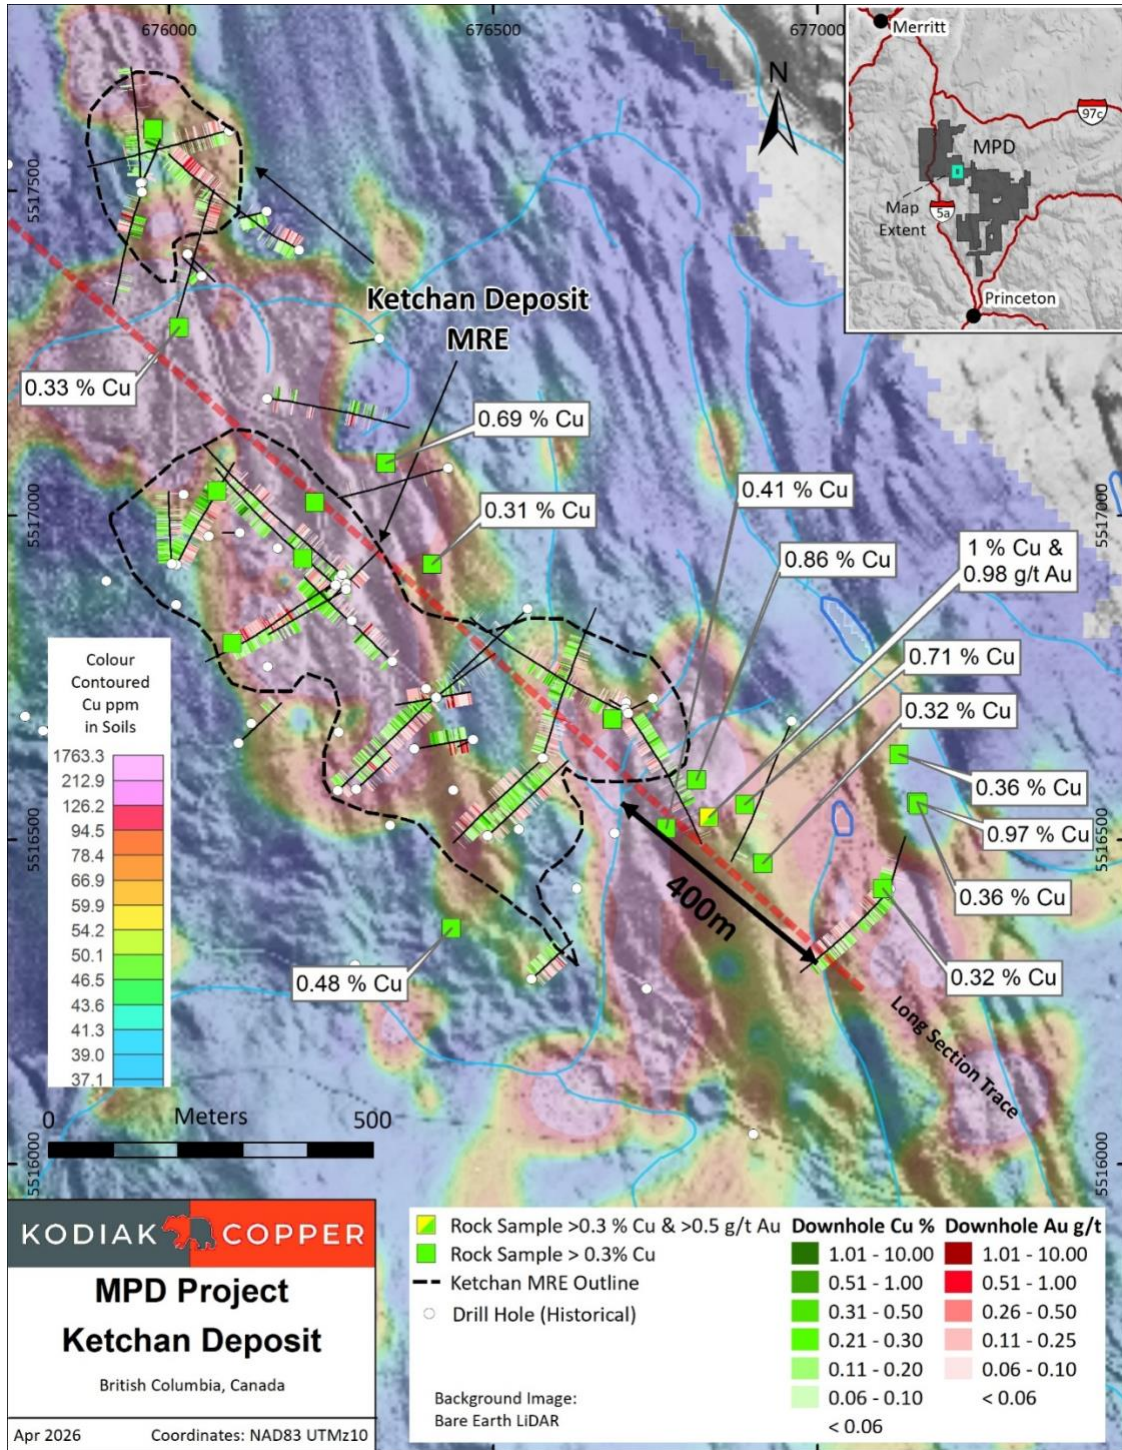 676000
676500
677000
N
Merritt
97c
MPD
Map
Extent
5a
Princeton
5517500
5517500
Ketchan Deposit
MRE
0.33 % Cu
0.69 % Cu
0.31 % Cu
0.41 % Cu
0.86 % Cu
1 % Cu &
0.98 g/t Au
0.71 % Cu
0.32 % Cu
0.36 % Cu
0.97 % Cu
0.36 % Cu
0.32 % Cu
0.48 % Cu
5517000
5517000
5516500
5516500
400m
Long Section Trace
Colour
Contoured
Cu ppm
in Soils
1763.3
212.9
126.2
94.5
78.4
66.9
59.9
54.2
50.1
46.5
43.6
41.3
39.0
37.1
0 Meters 500
5516000
5516000
KODIAK COPPER
MPD Project
Ketchan Deposit
British Columbia, Canada
Apr 2026 Coordinates: NAD83 UTMz10
Rock Sample >0.3 % Cu & >0.5 g/t Au
Rock Sample > 0.3% Cu
Ketchan MRE Outline
Drill Hole (Historical)
Background Image:
Bare Earth LiDAR
Downhole Cu %
1.01 - 10.00
0.51 - 1.00
0.31 - 0.50
0.21 - 0.30
0.11 - 0.20
0.06 - 0.10
< 0.06
Downhole Au g/t
1.01 - 10.00
0.51 - 1.00
0.26 - 0.50
0.11 - 0.25
0.06 - 0.10
< 0.06